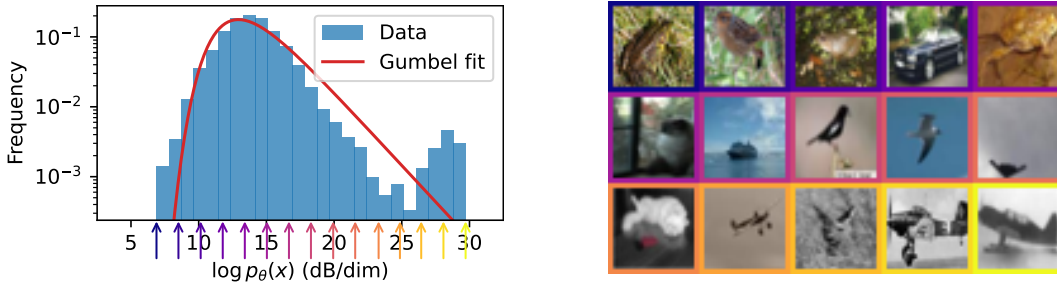 Frequency
10⁻¹
10⁻²
10⁻³
Data
Gumbel fit
5 10 15 20 25 30
log pθ(x) (dB/dim)